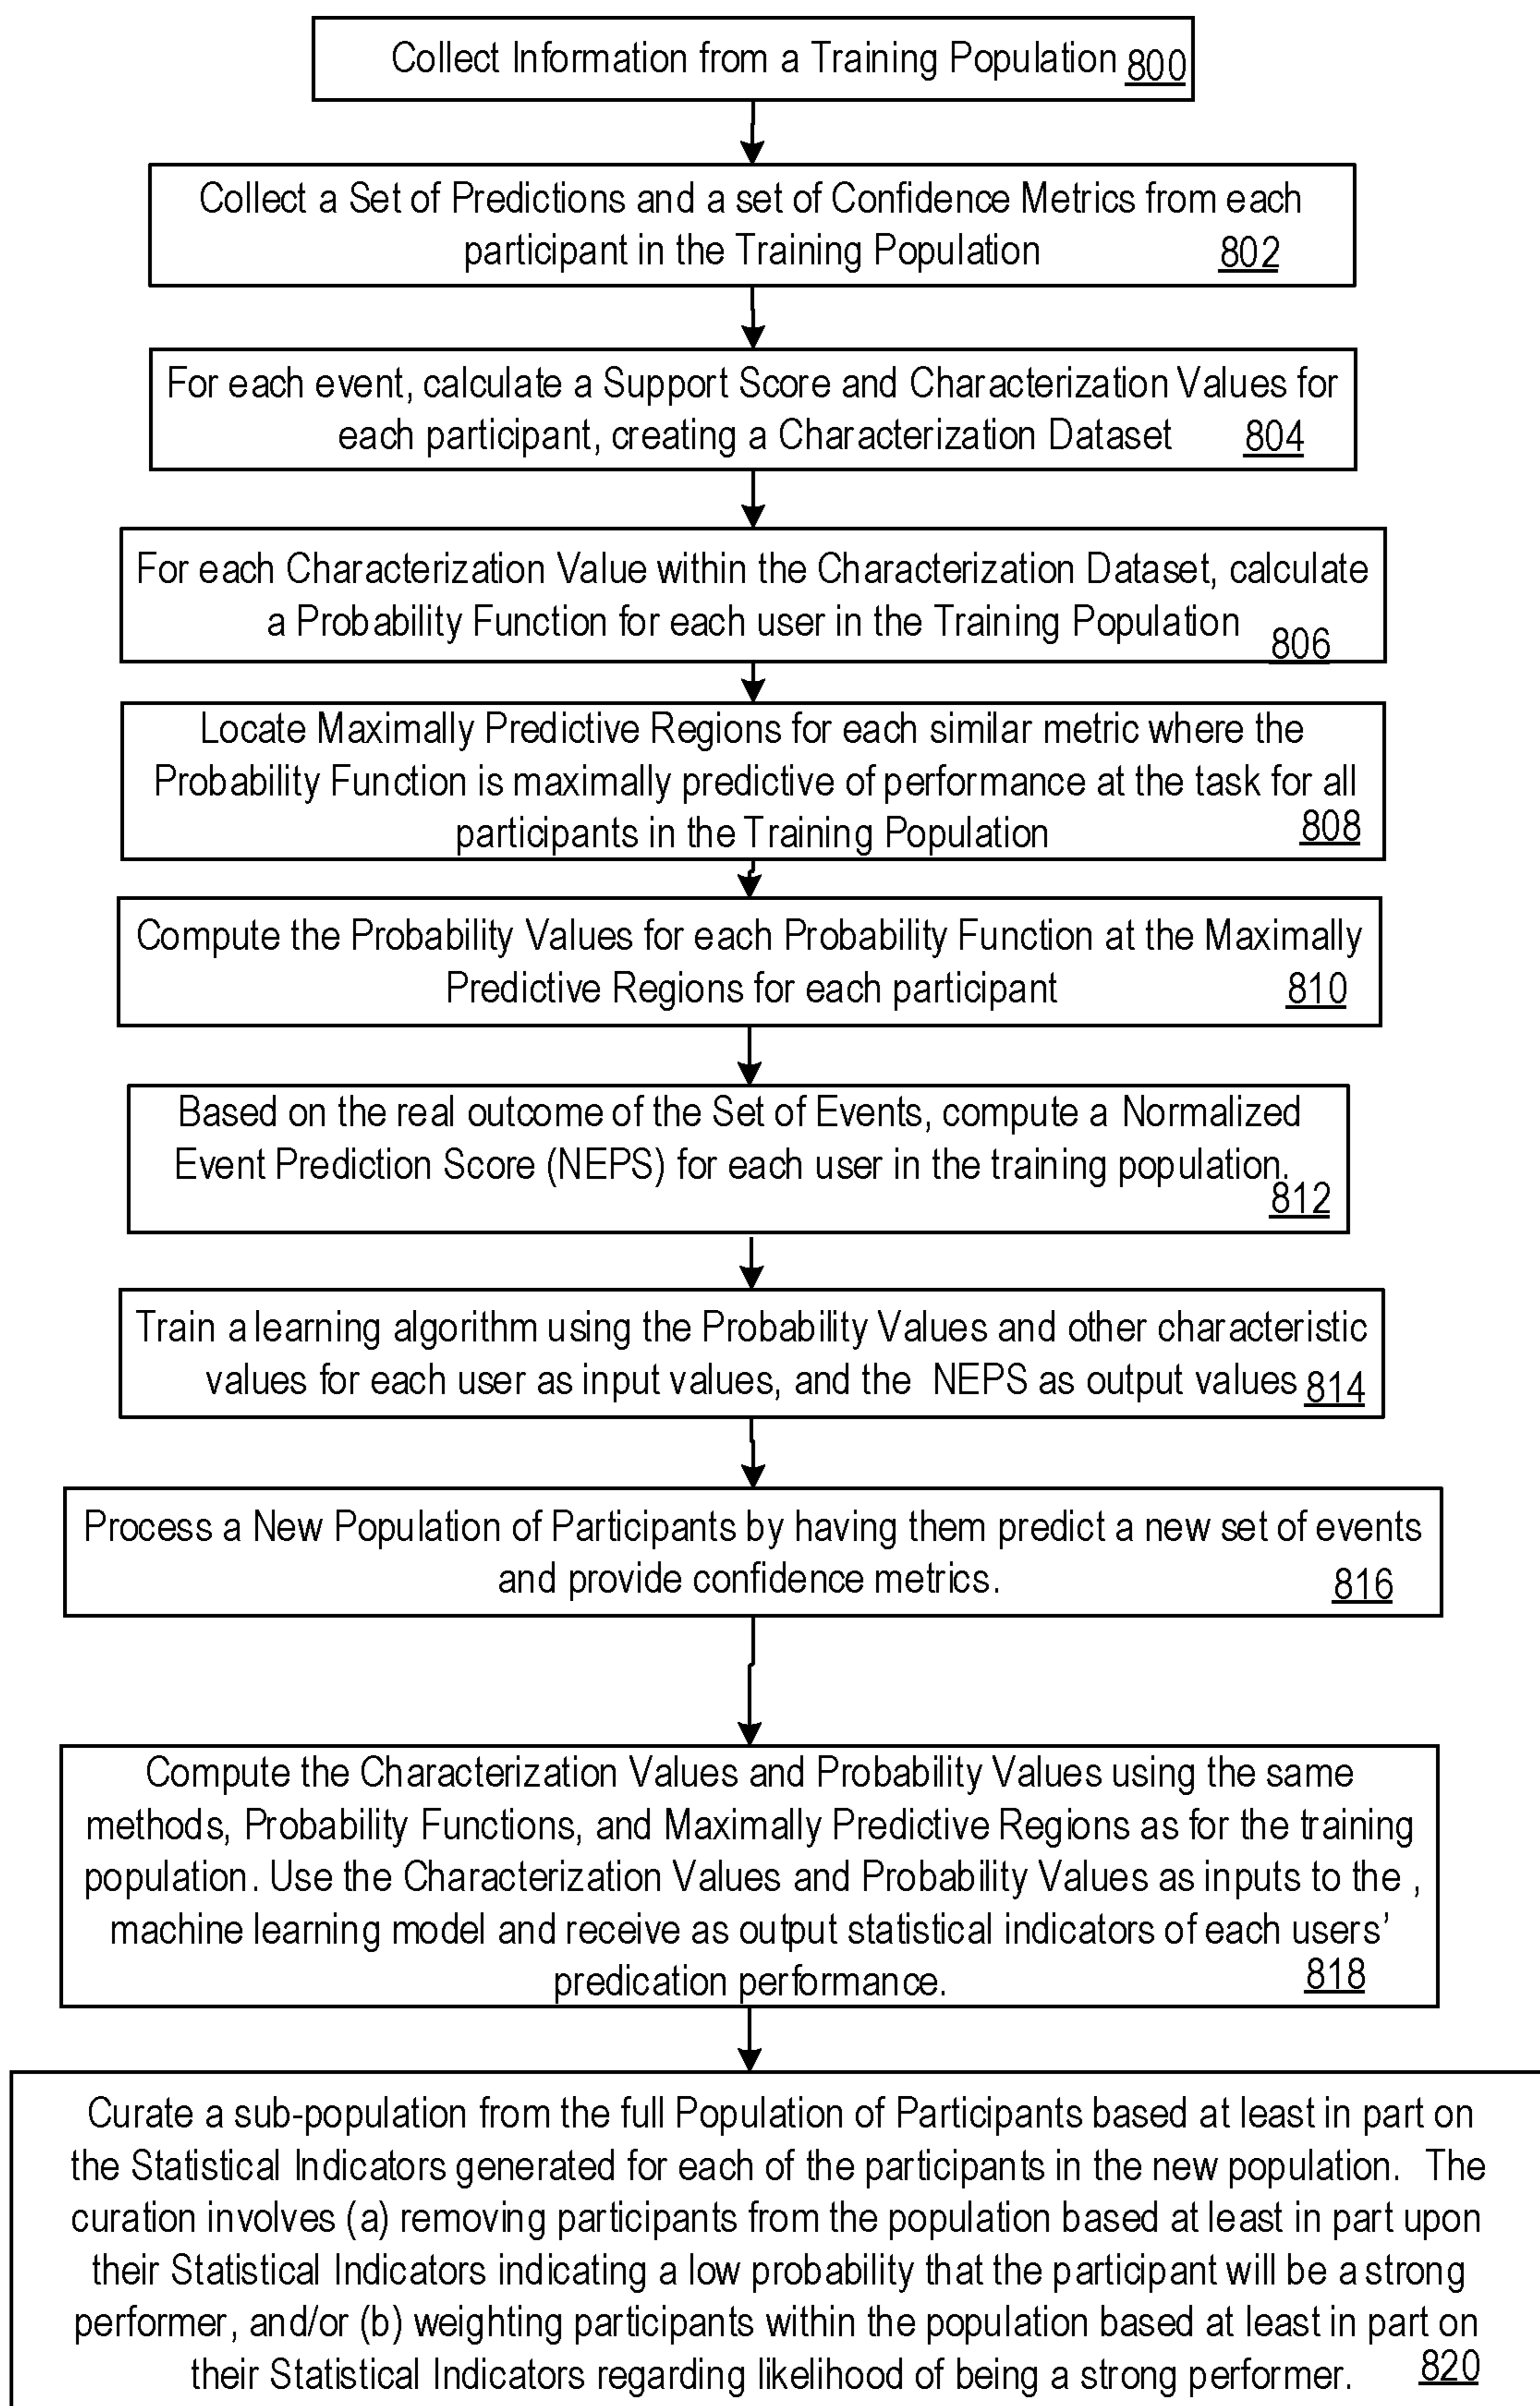 Collect Information from a Training Population 800
Collect a Set of Predictions and a set of Confidence Metrics from each
participant in the Training Population 802
For each event, calculate a Support Score and Characterization Values for
each participant, creating a Characterization Dataset 804
For each Characterization Value within the Characterization Dataset, calculate
a Probability Function for each user in the Training Population 806
Locate Maximally Predictive Regions for each similar metric where the
Probability Function is maximally predictive of performance at the task for all
participants in the Training Population 808
Compute the Probability Values for each Probability Function at the Maximally
Predictive Regions for each participant 810
Based on the real outcome of the Set of Events, compute a Normalized
Event Prediction Score (NEPS) for each user in the training population.
812
Train a learning algorithm using the Probability Values and other characteristic
values for each user as input values, and the NEPS as output values 814
Process a New Population of Participants by having them predict a new set of events
and provide confidence metrics. 816
Compute the Characterization Values and Probability Values using the same
methods, Probability Functions, and Maximally Predictive Regions as for the training
population. Use the Characterization Values and Probability Values as inputs to the ,
machine learning model and receive as output statistical indicators of each users’
predication performance. 818
Curate a sub-population from the full Population of Participants based at least in part on
the Statistical Indicators generated for each of the participants in the new population. The
curation involves (a) removing participants from the population based at least in part upon
their Statistical Indicators indicating a low probability that the participant will be a strong
performer, and/or (b) weighting participants within the population based at least in part on
their Statistical Indicators regarding likelihood of being a strong performer. 820